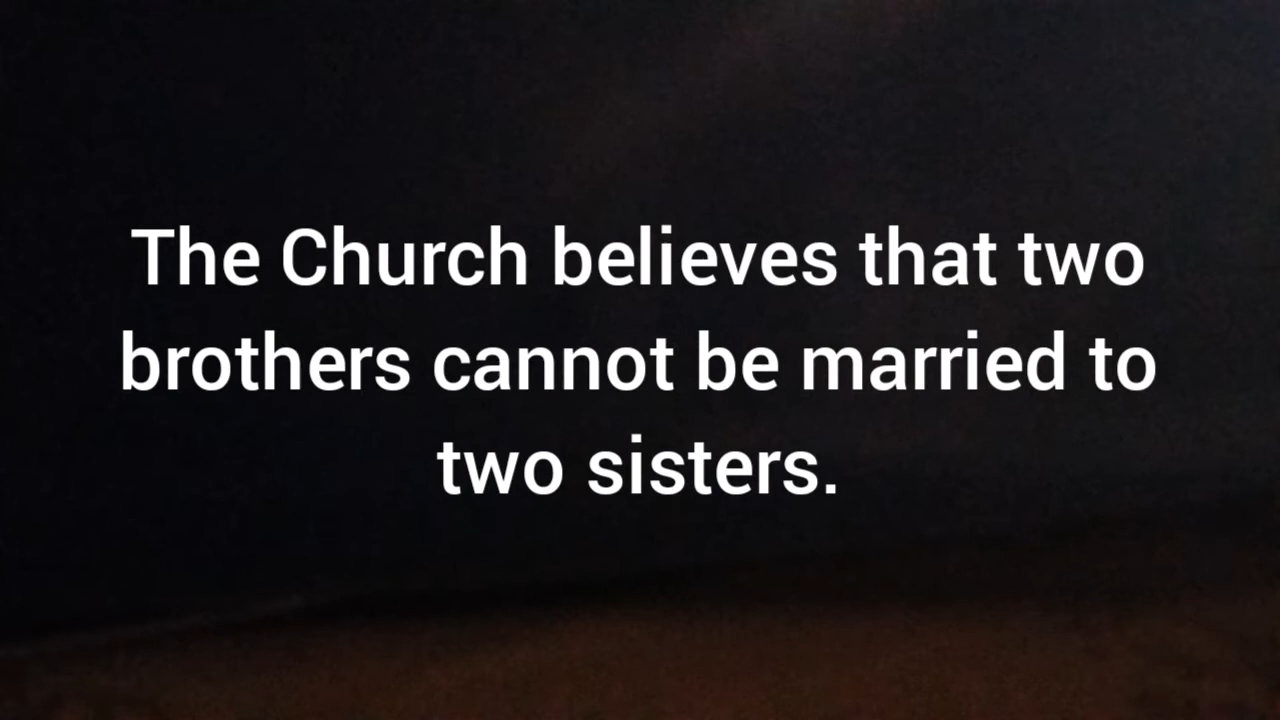 The Church believes that two
brothers cannot be married to
two sisters.